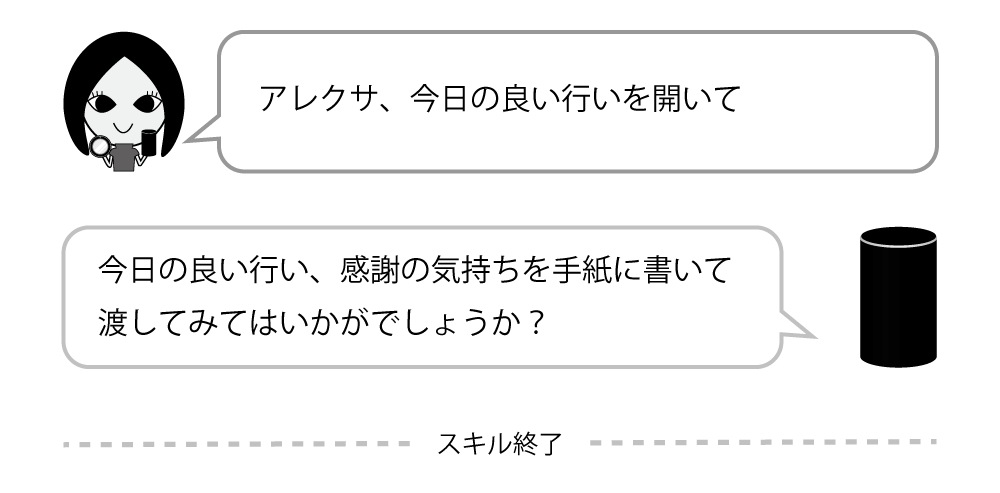 アレクサ、今日の良い行いを開いて
今日の良い行い、感謝の気持ちを手紙に書いて
渡してみてはいかがでしょうか？
スキル終了